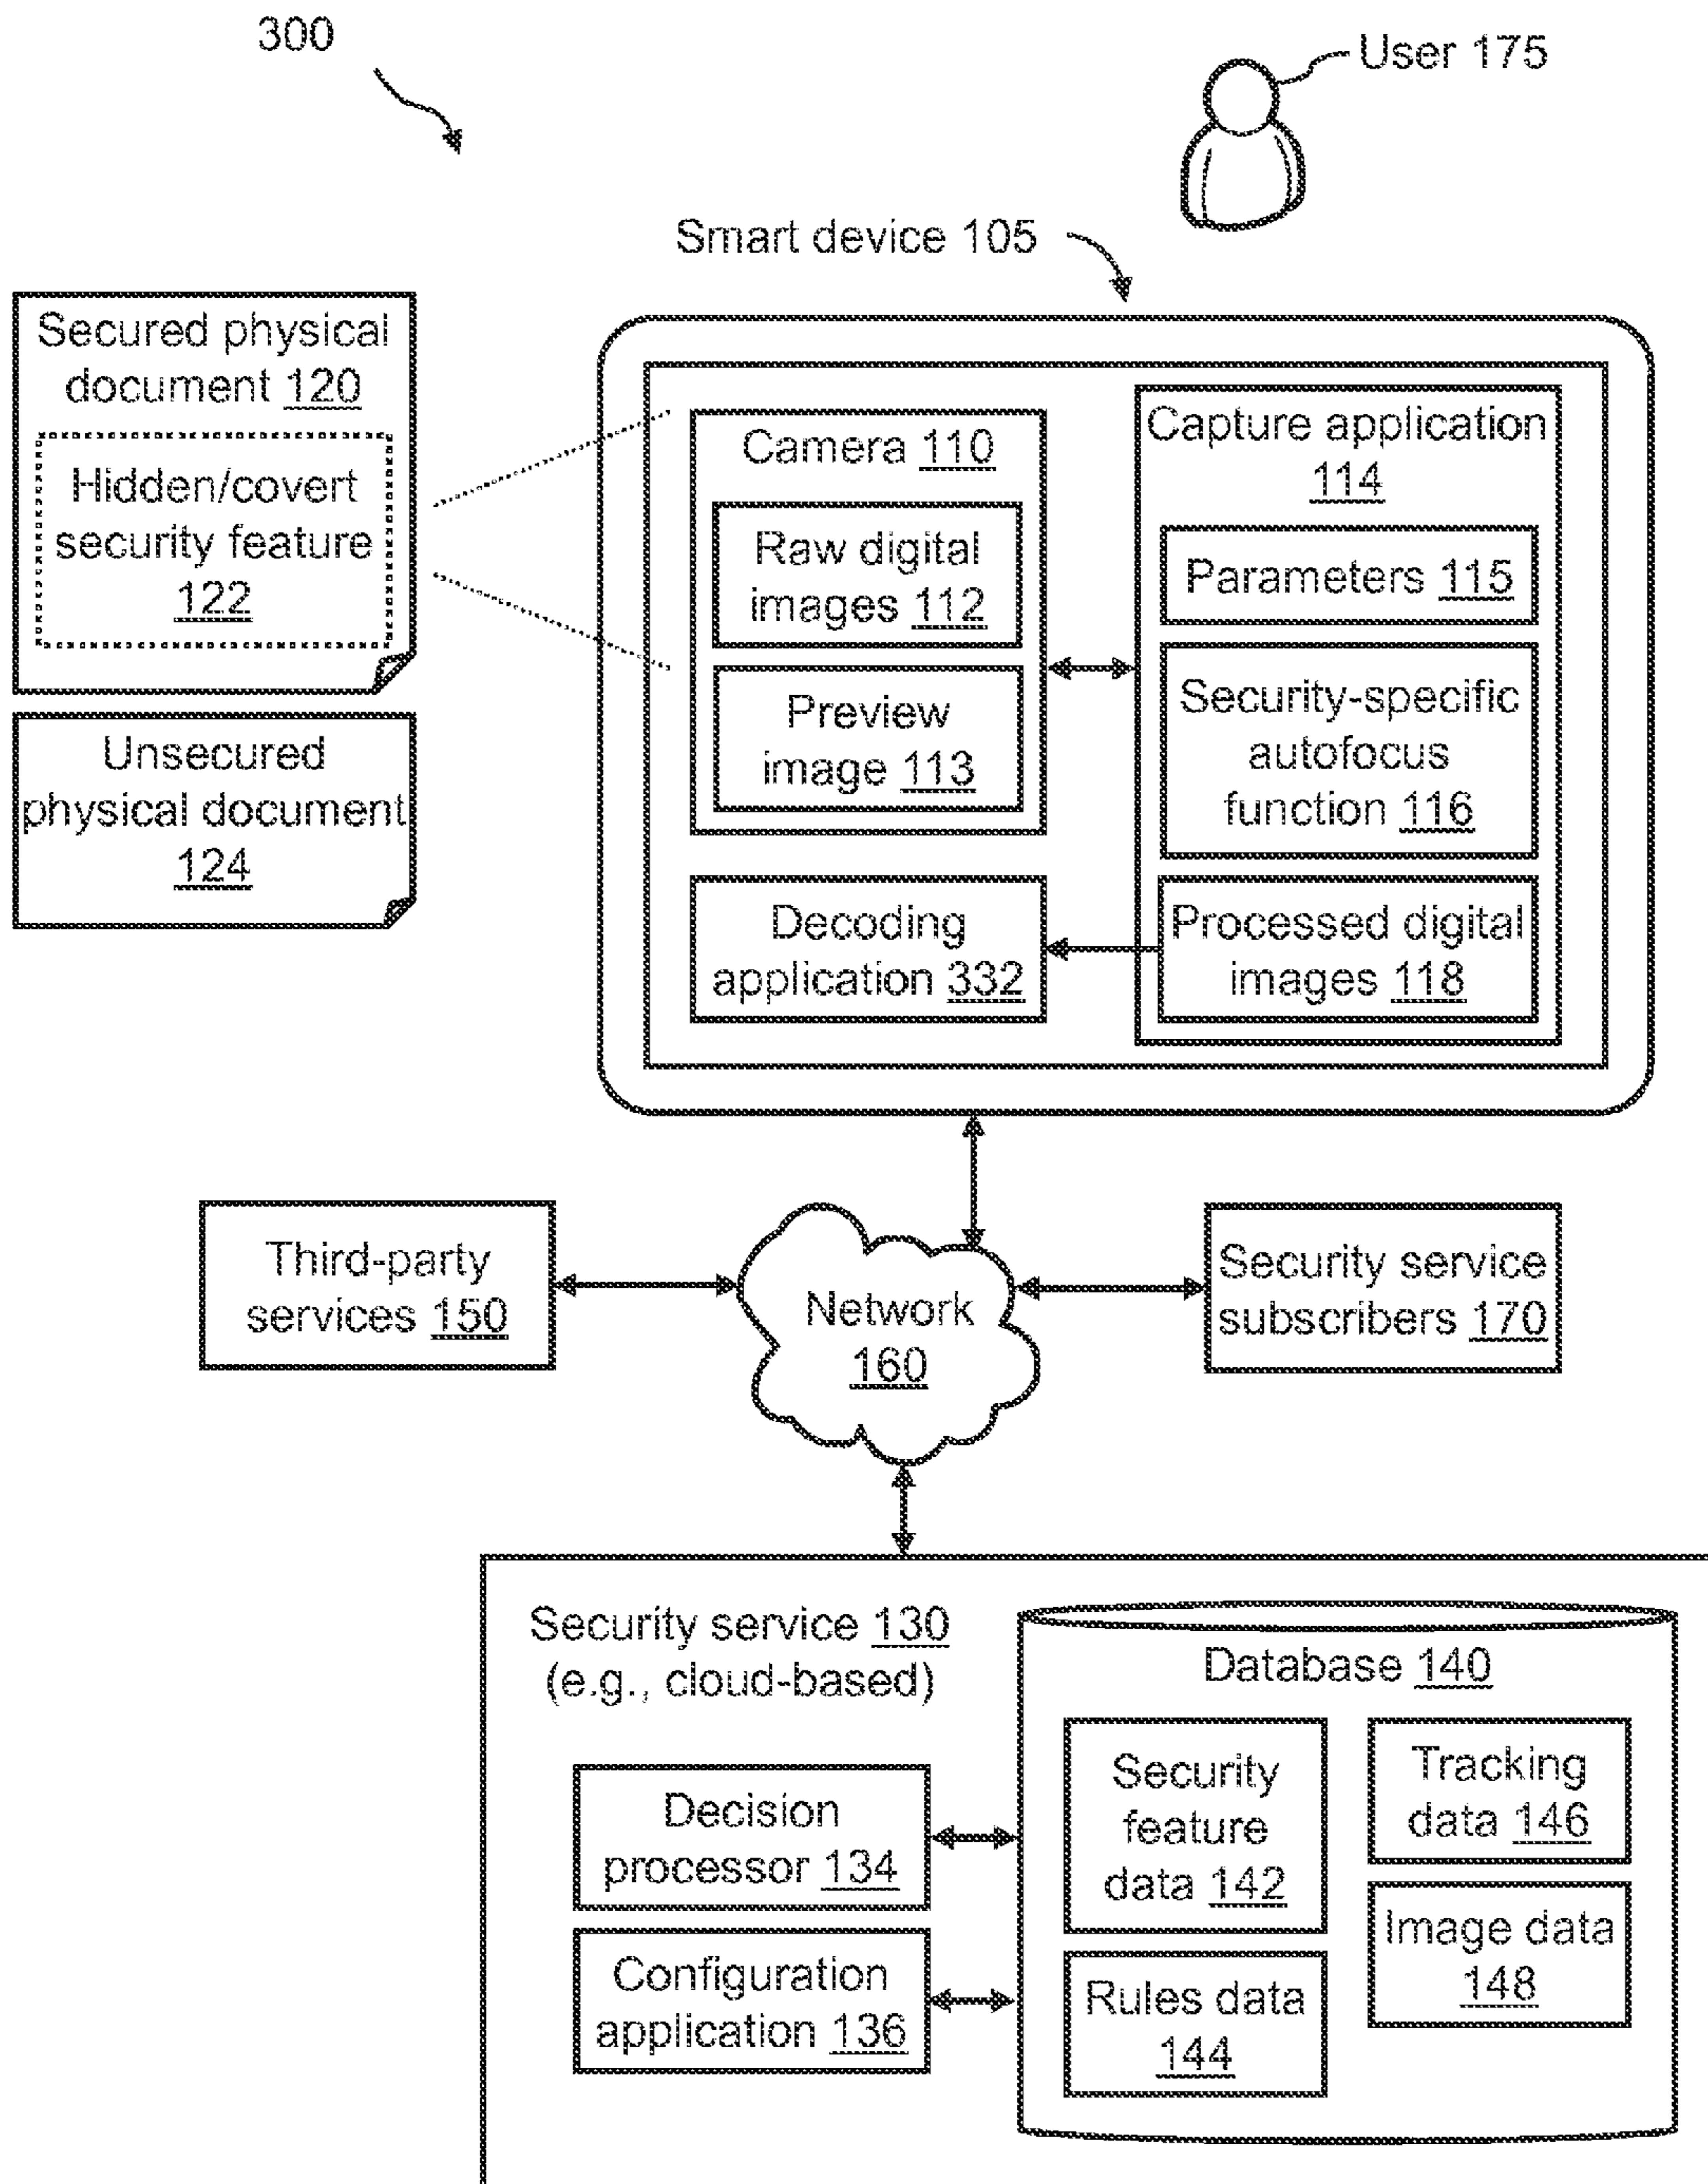 300
User 175
Smart device 105
Secured physical
document 120
Hidden/covert
security feature
122
Unsecured
physical document
124
Camera 110
Raw digital
images 112
Preview
image 113
Decoding
application 332
Capture application
114
Parameters 115
Security-specific
autofocus
function 116
Processed digital
images 118
Third-party
services 150
Network
160
Security service
subscribers 170
Security service 130
(e.g., cloud-based)
Decision
processor 134
Configuration
application 136
Database 140
Security
feature
data 142
Rules data
144
Tracking
data 146
Image data
148